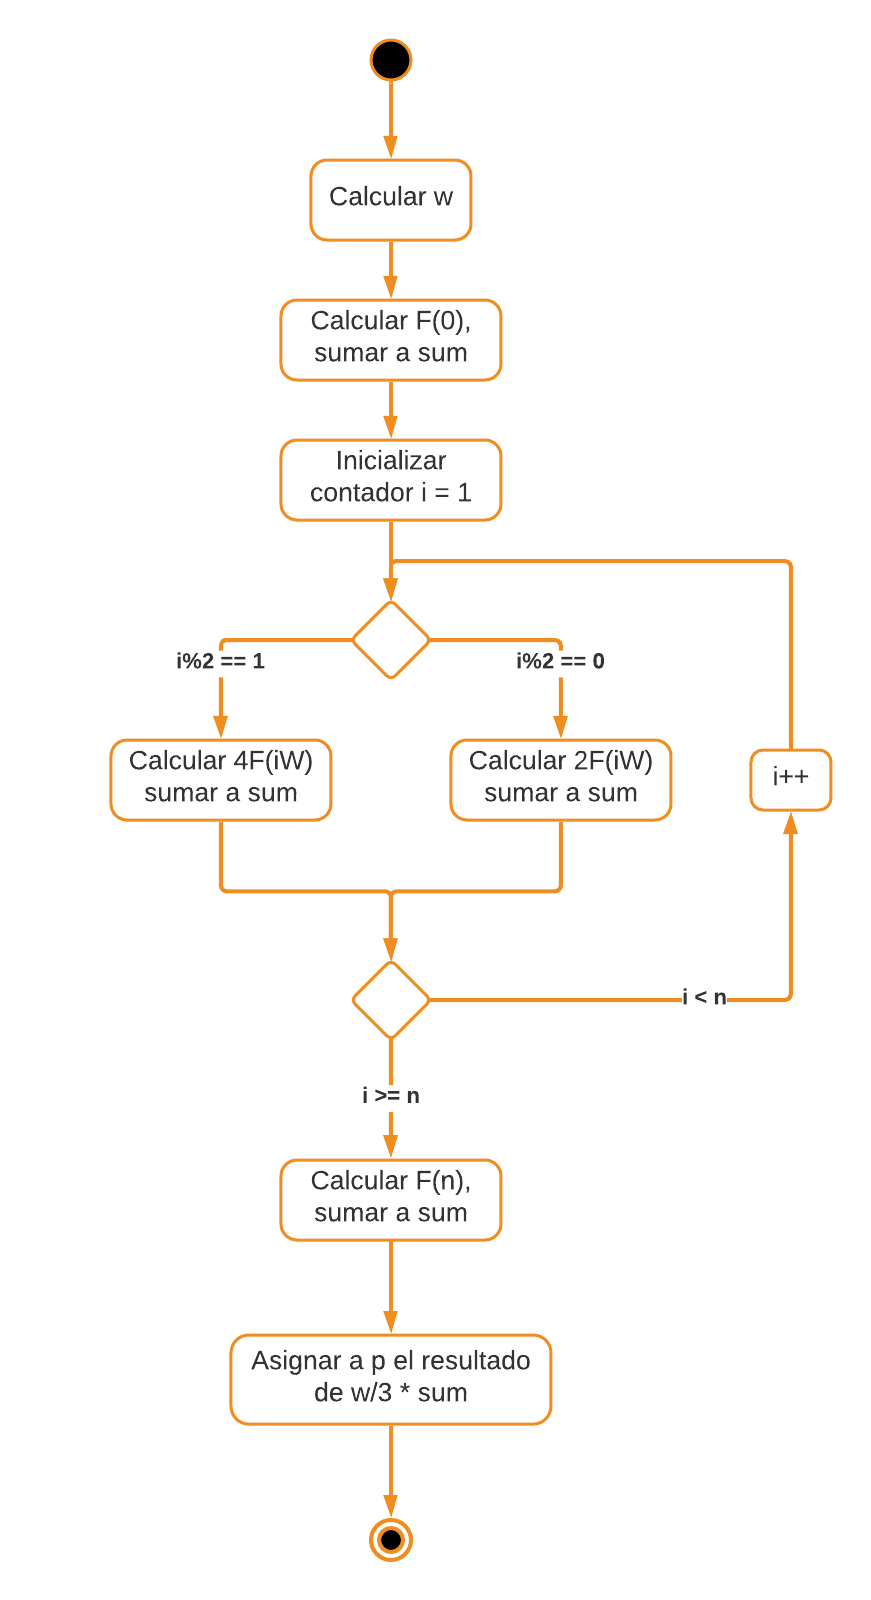 Calcular w
Calcular F(0),
sumar a sum
Inicializar
contador i = 1
i%2 == 1
i%2 == 0
Calcular 4F(iW)
sumar a sum
Calcular 2F(iW)
sumar a sum
i++
i < n
i >= n
Calcular F(n),
sumar a sum
Asignar a p el resultado
de w/3 * sum